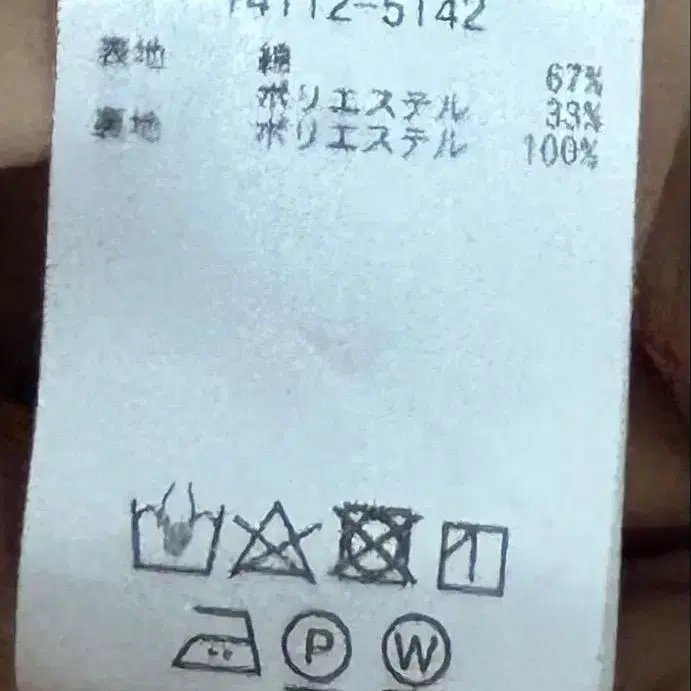 14112-5142
表地 綿 67%
ポリエステル 33%
裏地 ポリエステル 100%
P W